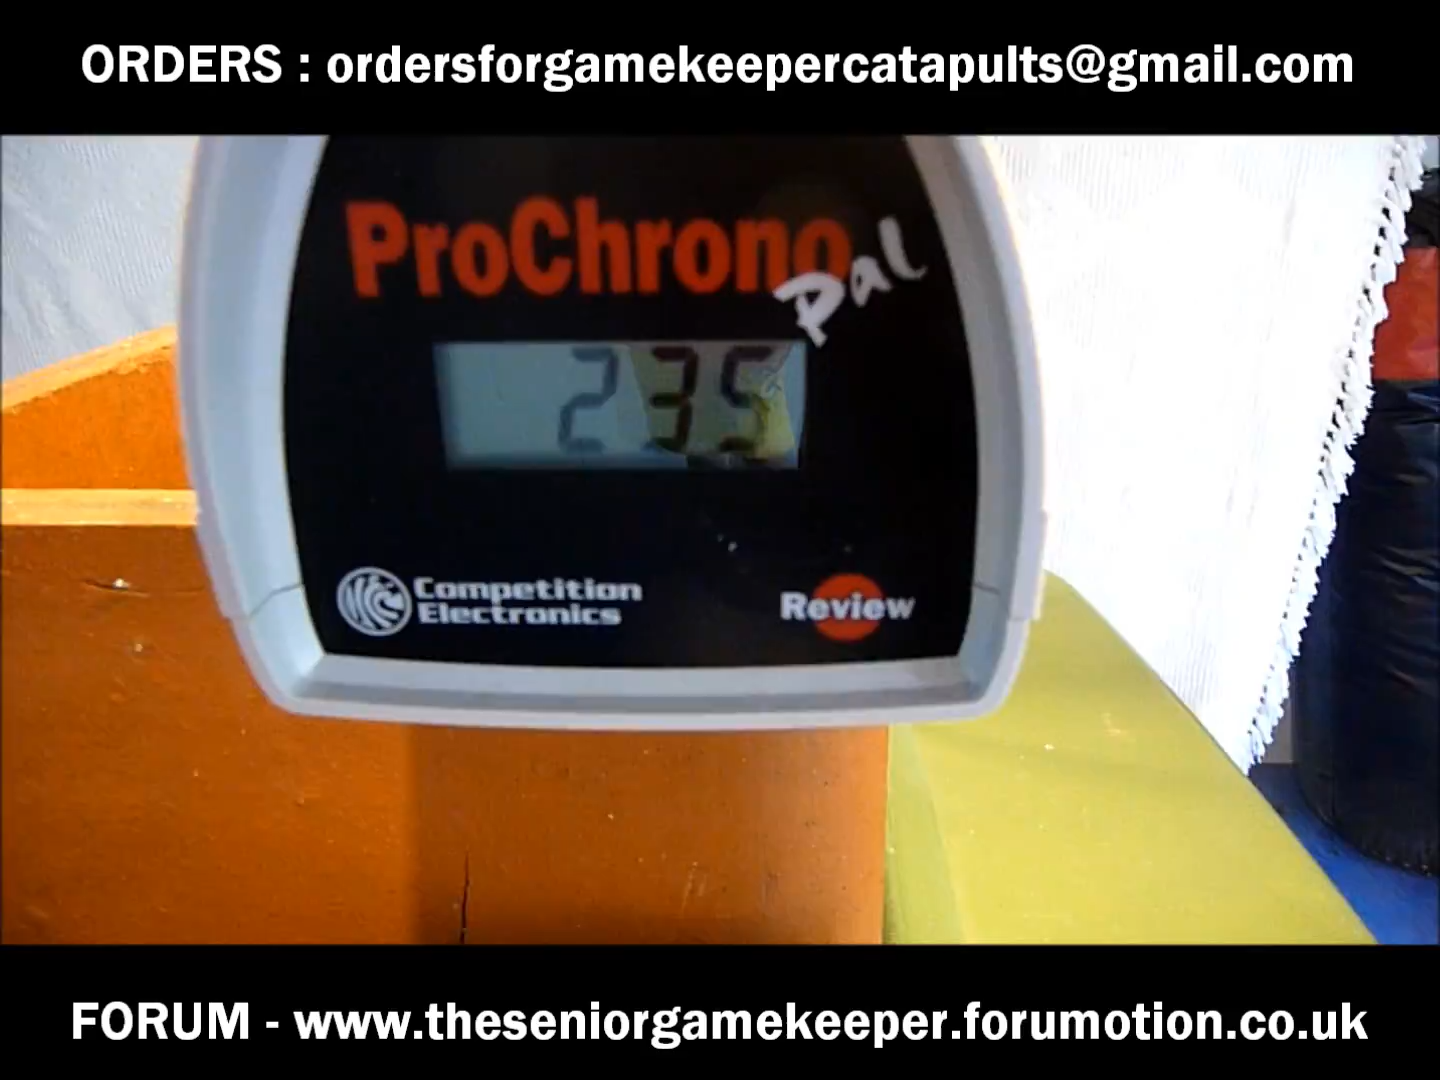 ORDERS : ordersforgamekeepercatapults@gmail.com
ProChrono
Pal
235
Competition
Electronics
Review
FORUM - www.theseniorgamekeeper.forumotion.co.uk